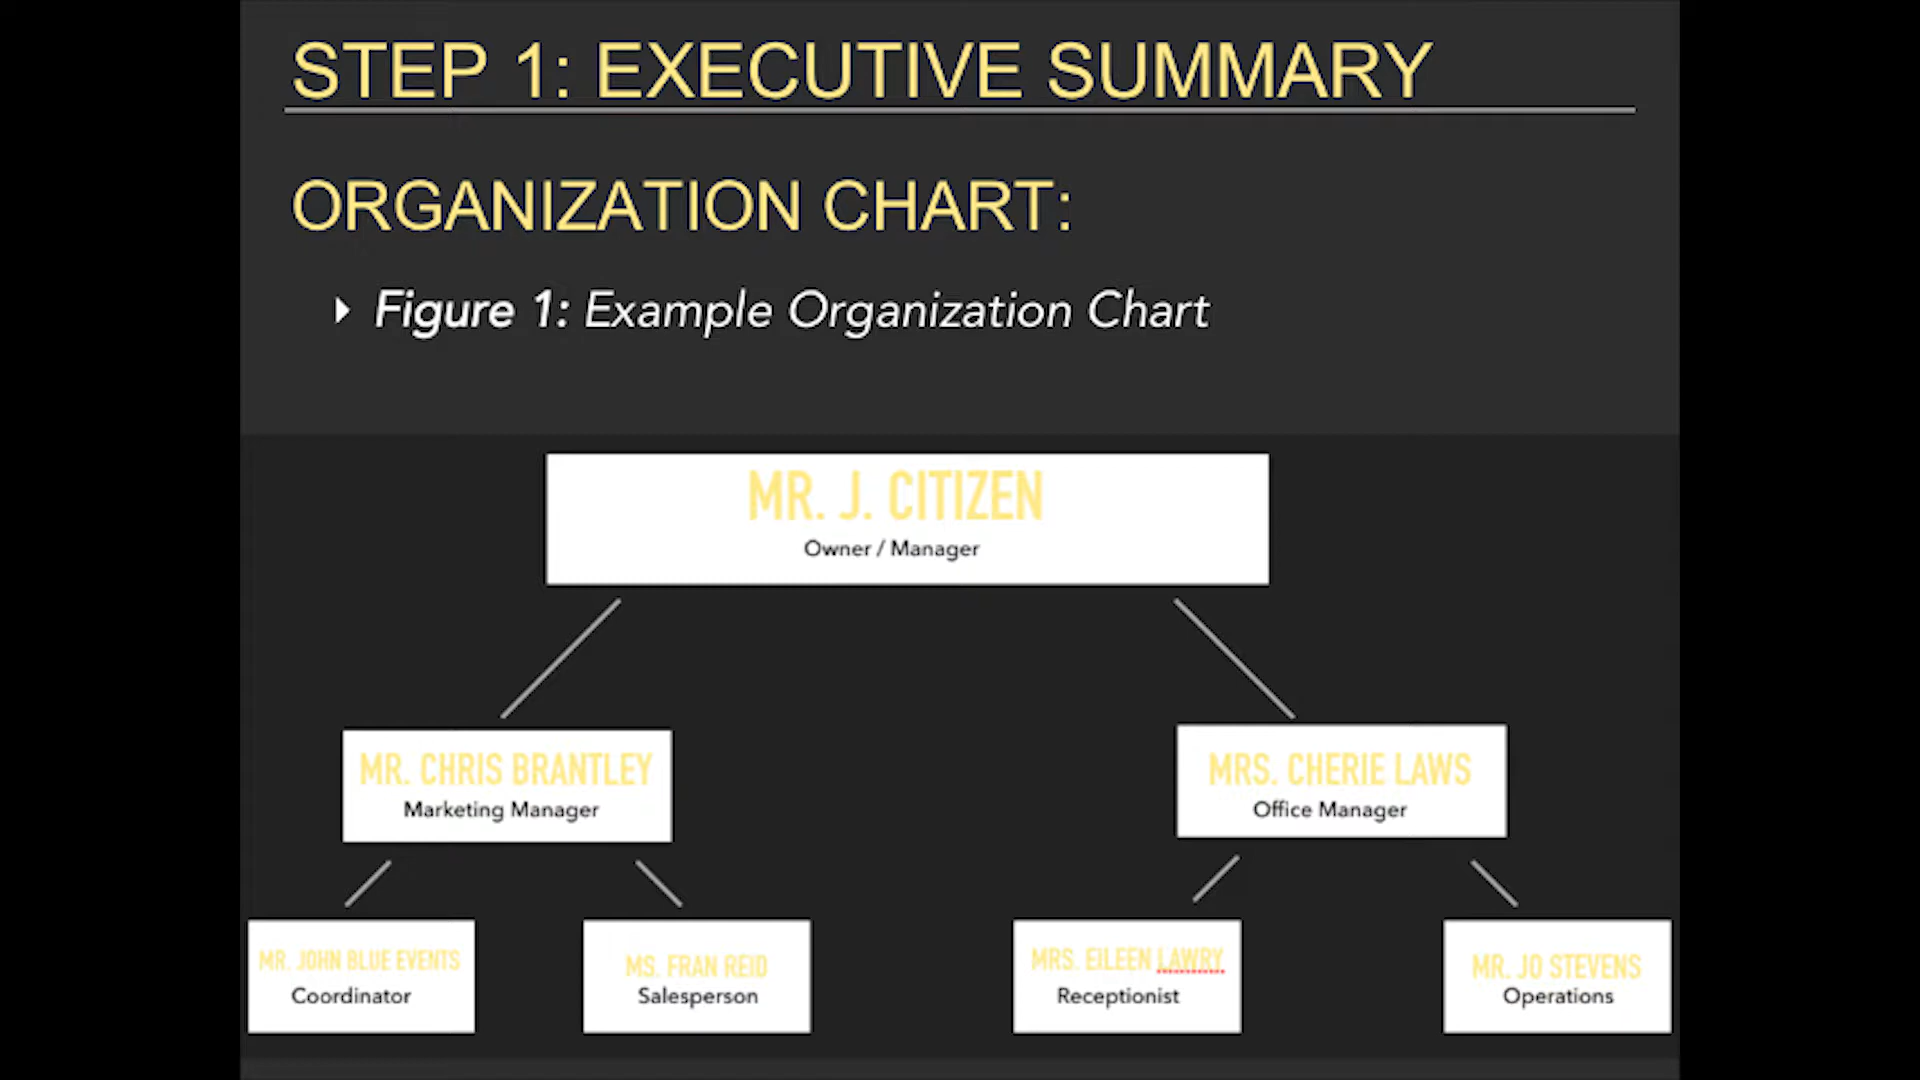 STEP 1: EXECUTIVE SUMMARY
ORGANIZATION CHART:
Figure 1: Example Organization Chart
MR. J. CITIZEN
Owner / Manager
MR. CHRIS BRANTLEY
Marketing Manager
MRS. CHERIE LAWS
Office Manager
MR. JOHN BLUE EVENTS
Coordinator
MS. FRAN REID
Salesperson
MRS. EILEEN LAWRY
Receptionist
MR. JO STEVENS
Operations